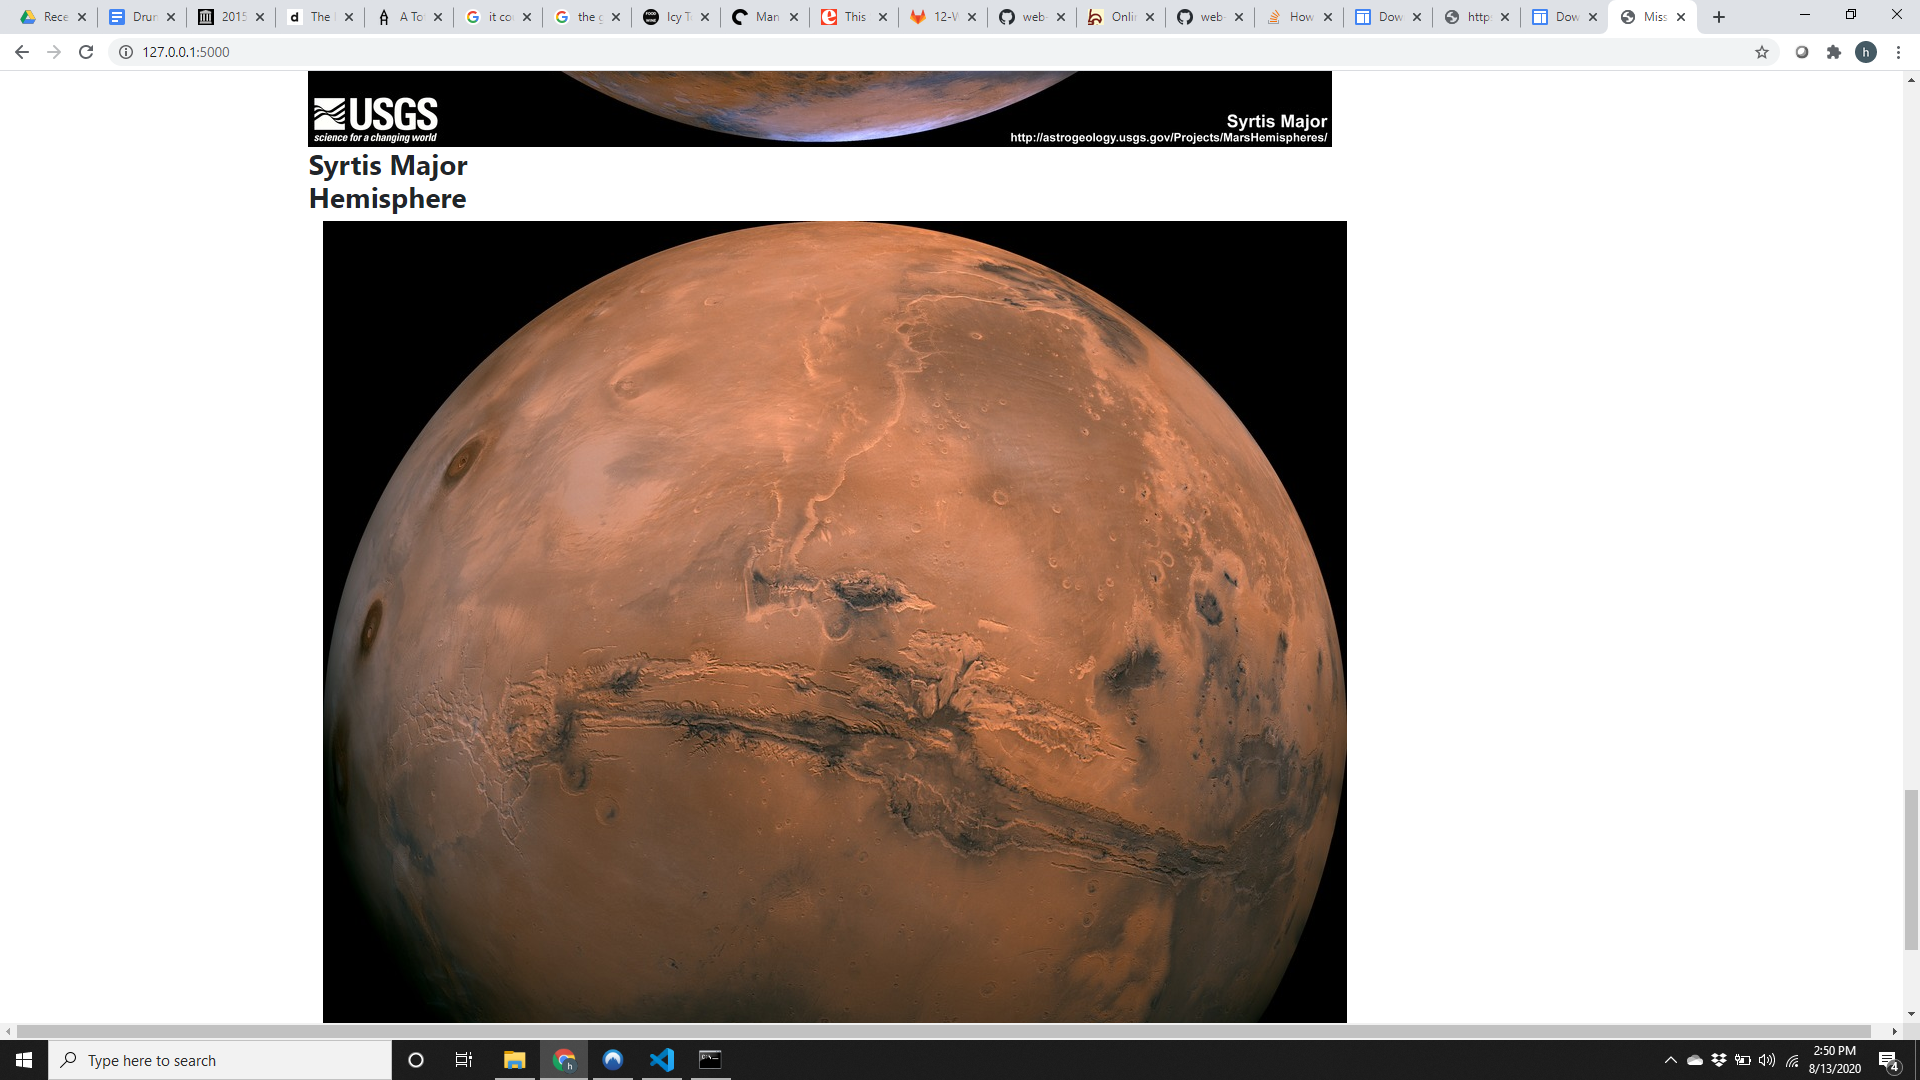 Rece
Drun
2015
The
A To
it co
the g
Icy T
Man
This
12-W
web-
Onli
web-
How
Dow
http
Dow
Miss
127.0.0.1:5000
h
USGS
science for a changing world
Syrtis Major
http://astrogeology.usgs.gov/Projects/MarsHemispheres/
Syrtis Major
Hemisphere
Type here to search
2:50 PM
8/13/2020
4